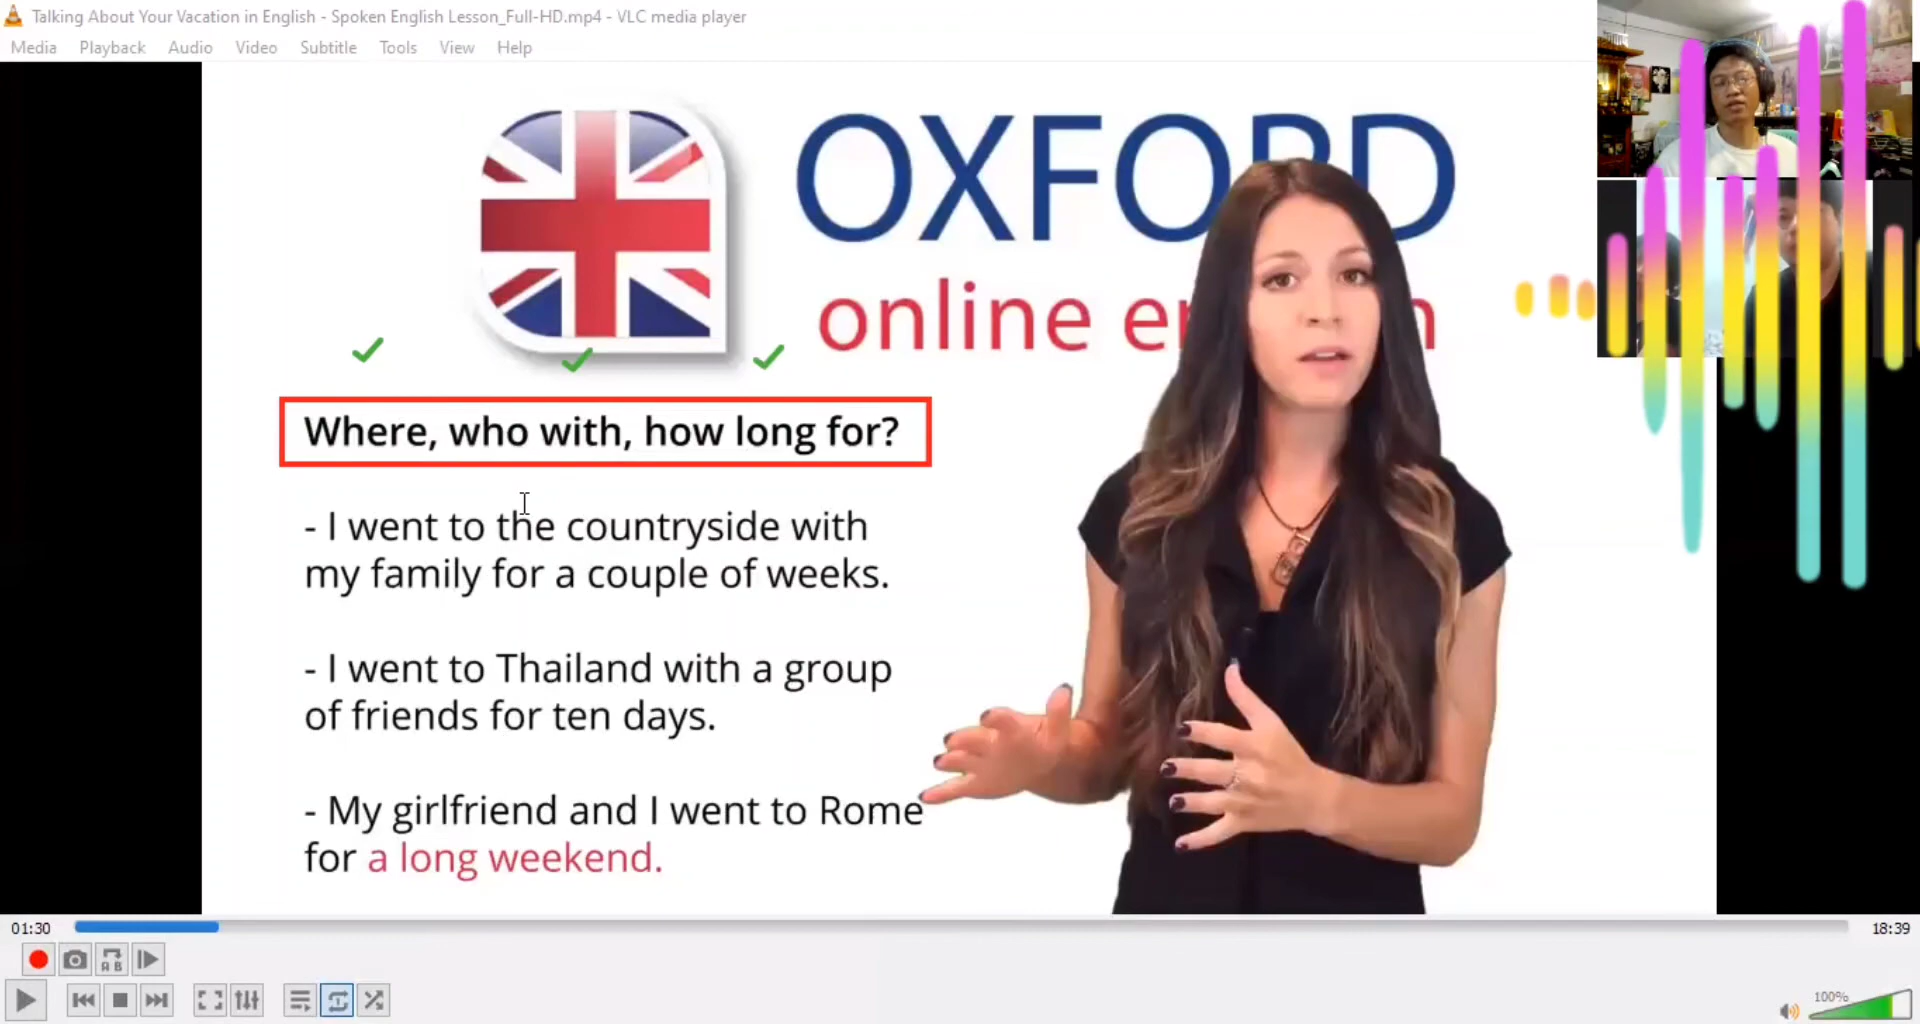 Talking About Your Vacation in English - Spoken English Lesson_Full-HD.mp4 - VLC media player
Media Playback Audio Video Subtitle Tools View Help
OXFORD
online en
Where, who with, how long for?
- I went to the countryside with
my family for a couple of weeks.
- I went to Thailand with a group
of friends for ten days.
- My girlfriend and I went to Rome
for a long weekend.
01:30
18:39
A B
100%